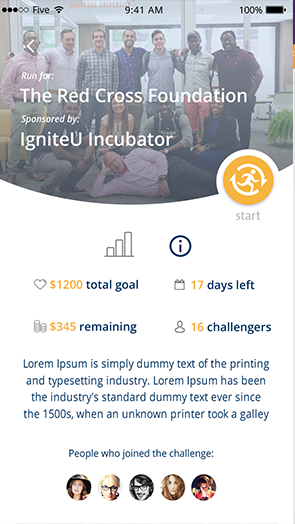 Five 9:41 AM 100%
SYRACUSE UNIVERSITY
Run for:
The Red Cross Foundation
Sponsored by:
IgniteU Incubator
start
$1200 total goal
17 days left
$345 remaining
16 challengers
Lorem Ipsum is simply dummy text of the printing
and typesetting industry. Lorem Ipsum has been
the industry's standard dummy text ever since
the 1500s, when an unknown printer took a galley
People who joined the challenge: